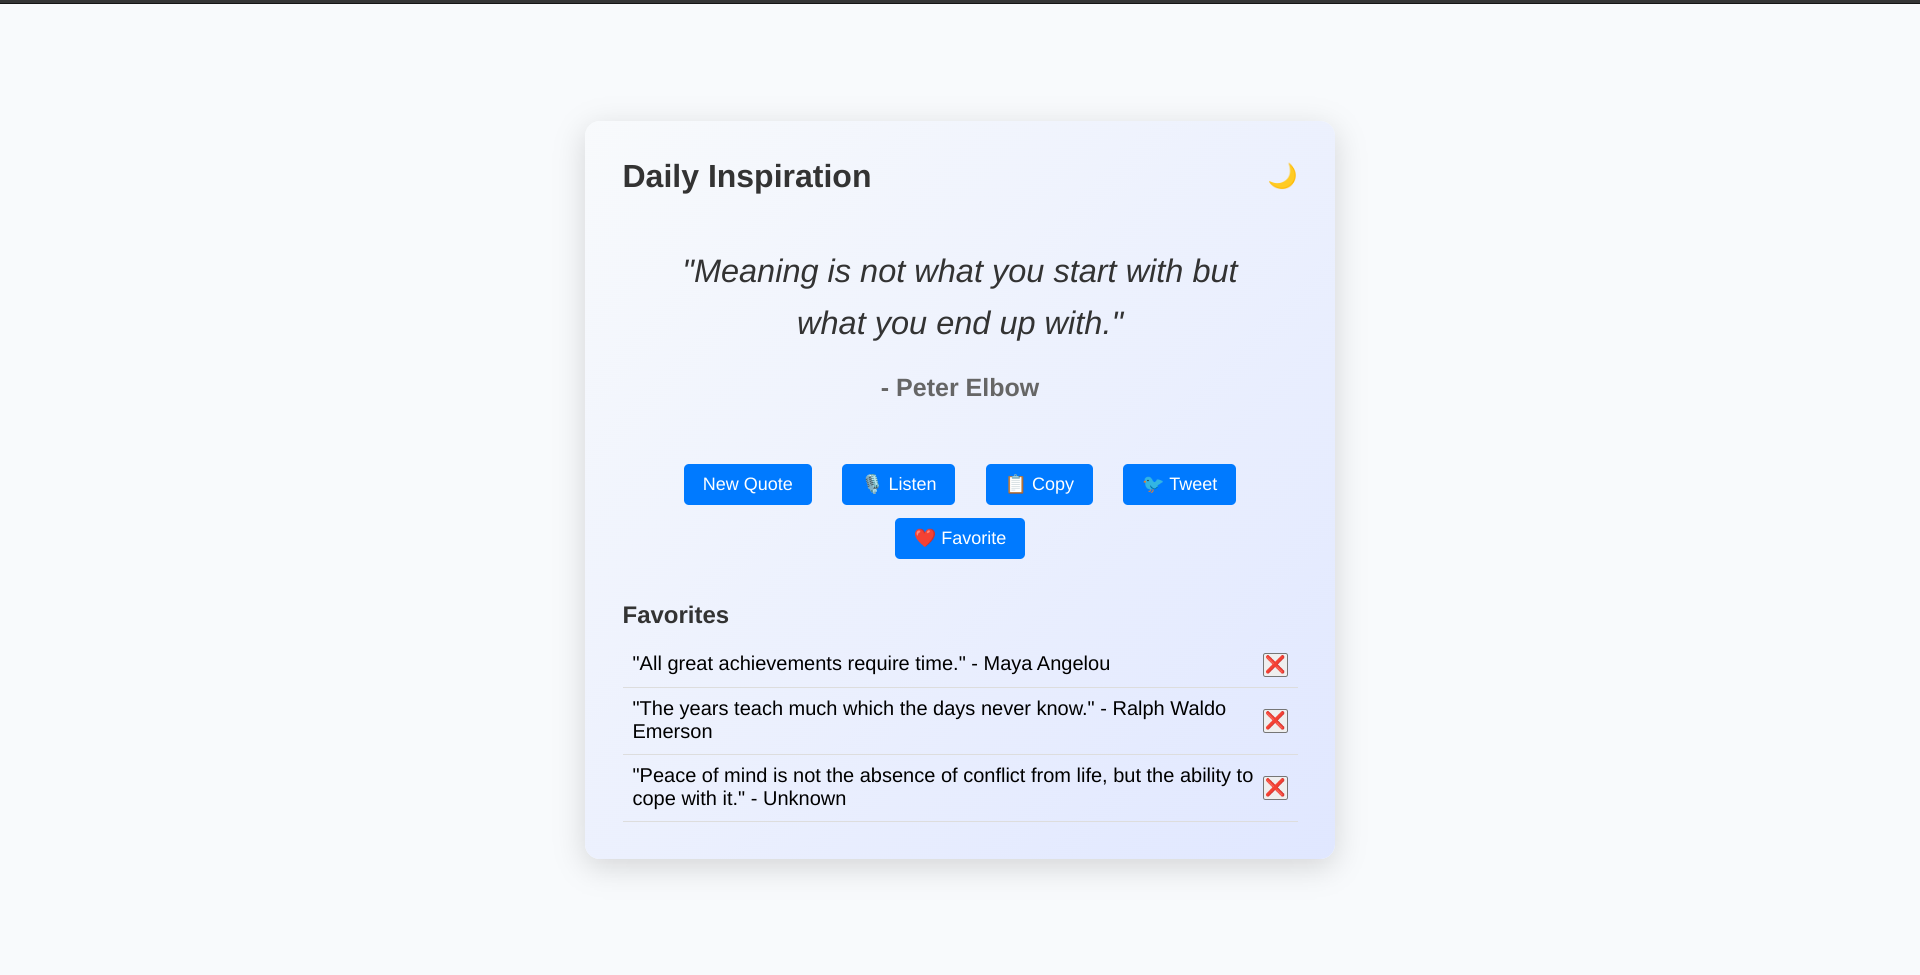 Daily Inspiration
"Meaning is not what you start with but
what you end up with."
- Peter Elbow
New Quote
Listen
Copy
Tweet
Favorite
Favorites
"All great achievements require time." - Maya Angelou
"The years teach much which the days never know." - Ralph Waldo
Emerson
"Peace of mind is not the absence of conflict from life, but the ability to
cope with it." - Unknown